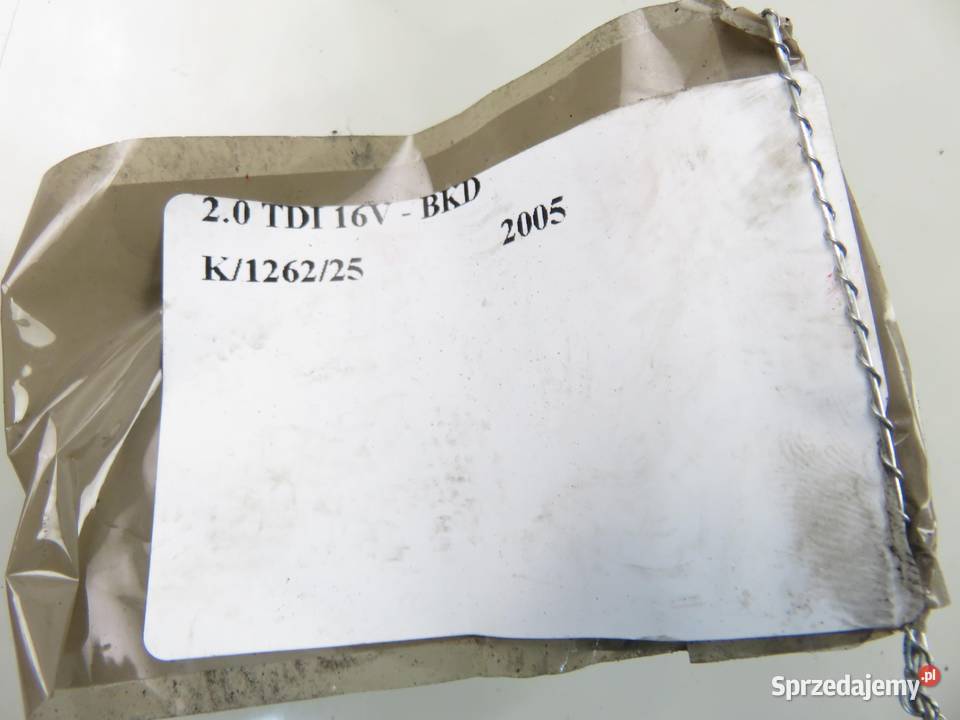 2.0 TDI 16V - BKD
2005
K/1262/25
Sprzedajemy.pl